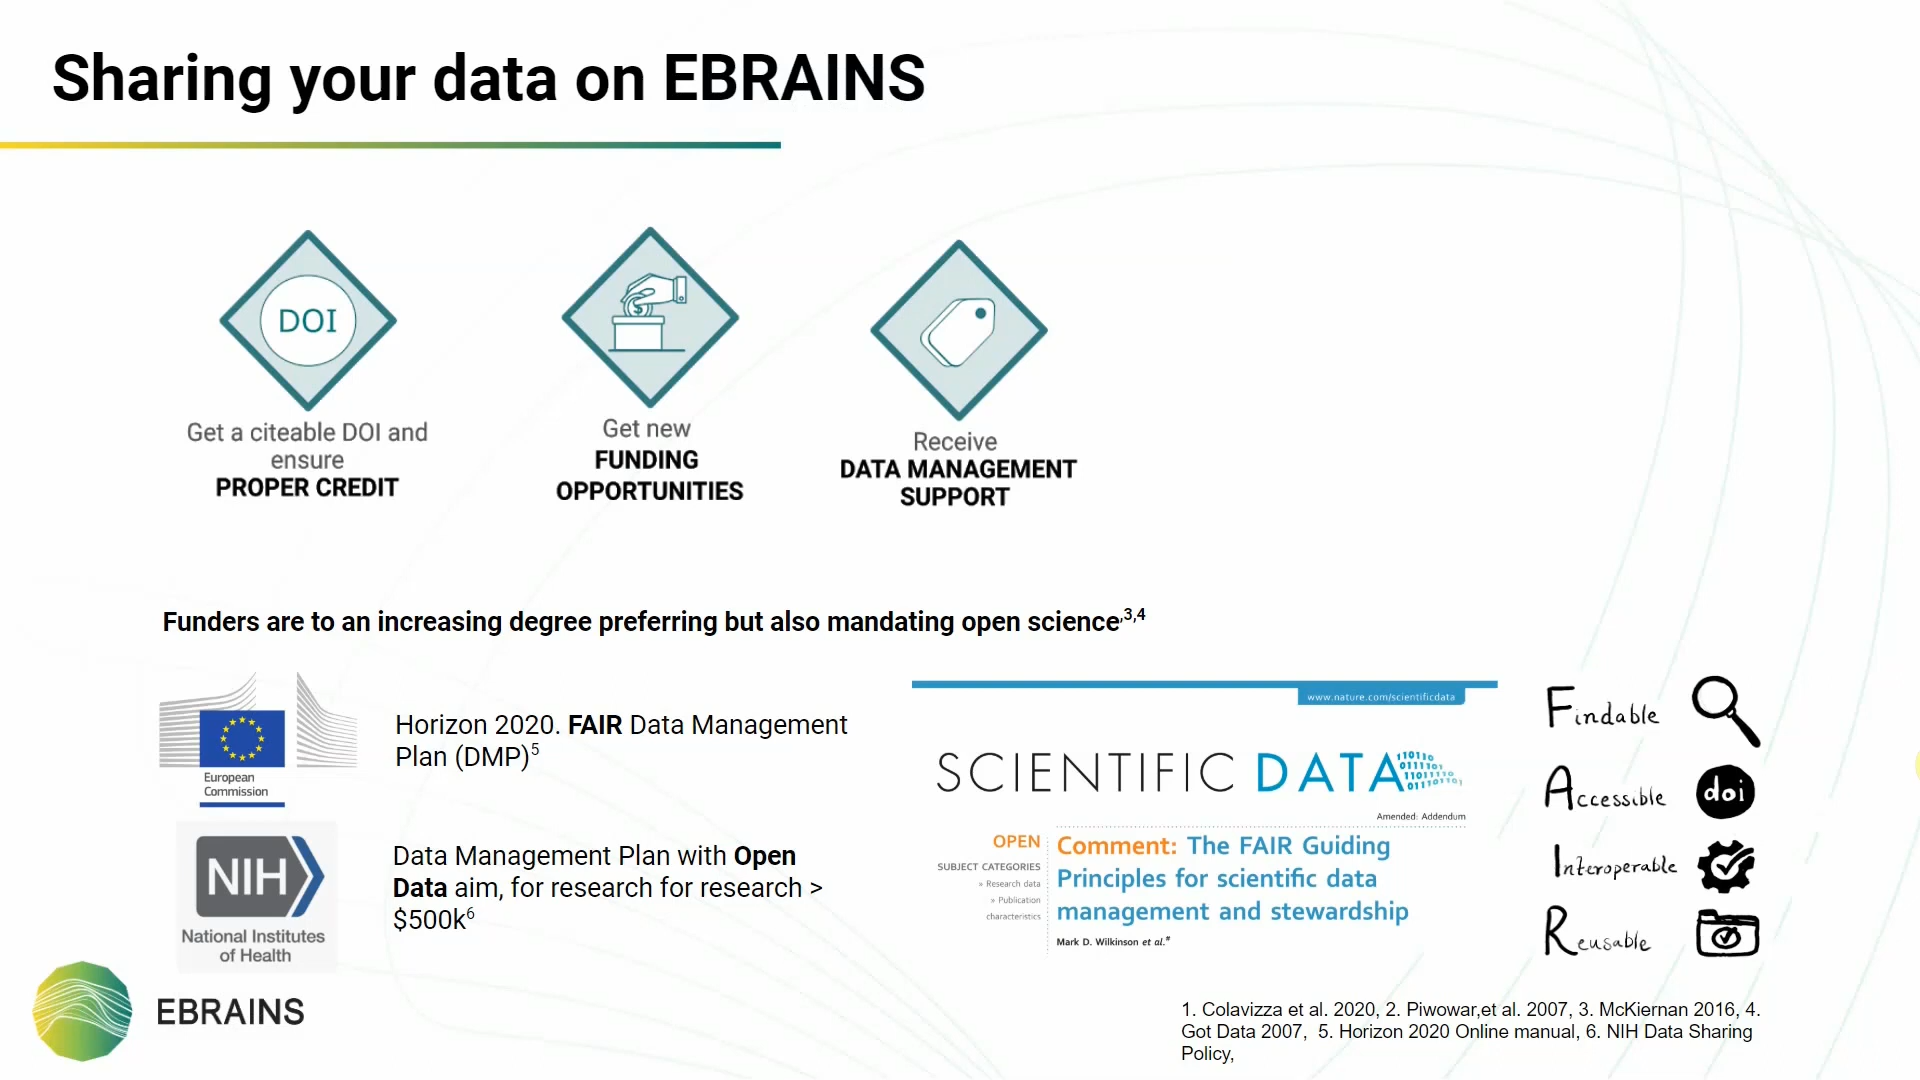 Sharing your data on EBRAINS
DOI
Get a citeable DOI and
ensure
PROPER CREDIT
$
Get new
FUNDING
OPPORTUNITIES
Receive
DATA MANAGEMENT
SUPPORT
Funders are to an increasing degree preferring but also mandating open science,3,4
European
Commission
Horizon 2020. FAIR Data Management
Plan (DMP)5
NIH
National Institutes
of Health
Data Management Plan with Open
Data aim, for research for research >
$500k6
www.nature.com/scientificdata
SCIENTIFIC DATA
Amended: Addendum
OPEN
SUBJECT CATEGORIES
» Research data
» Publication
characteristics
Comment: The FAIR Guiding
Principles for scientific data
management and stewardship
Mark D. Wilkinson et al.#
Findable
Accessible
doi
Interoperable
Reusable
EBRAINS
1. Colavizza et al. 2020, 2. Piwowar,et al. 2007, 3. McKiernan 2016, 4.
Got Data 2007, 5. Horizon 2020 Online manual, 6. NIH Data Sharing
Policy,